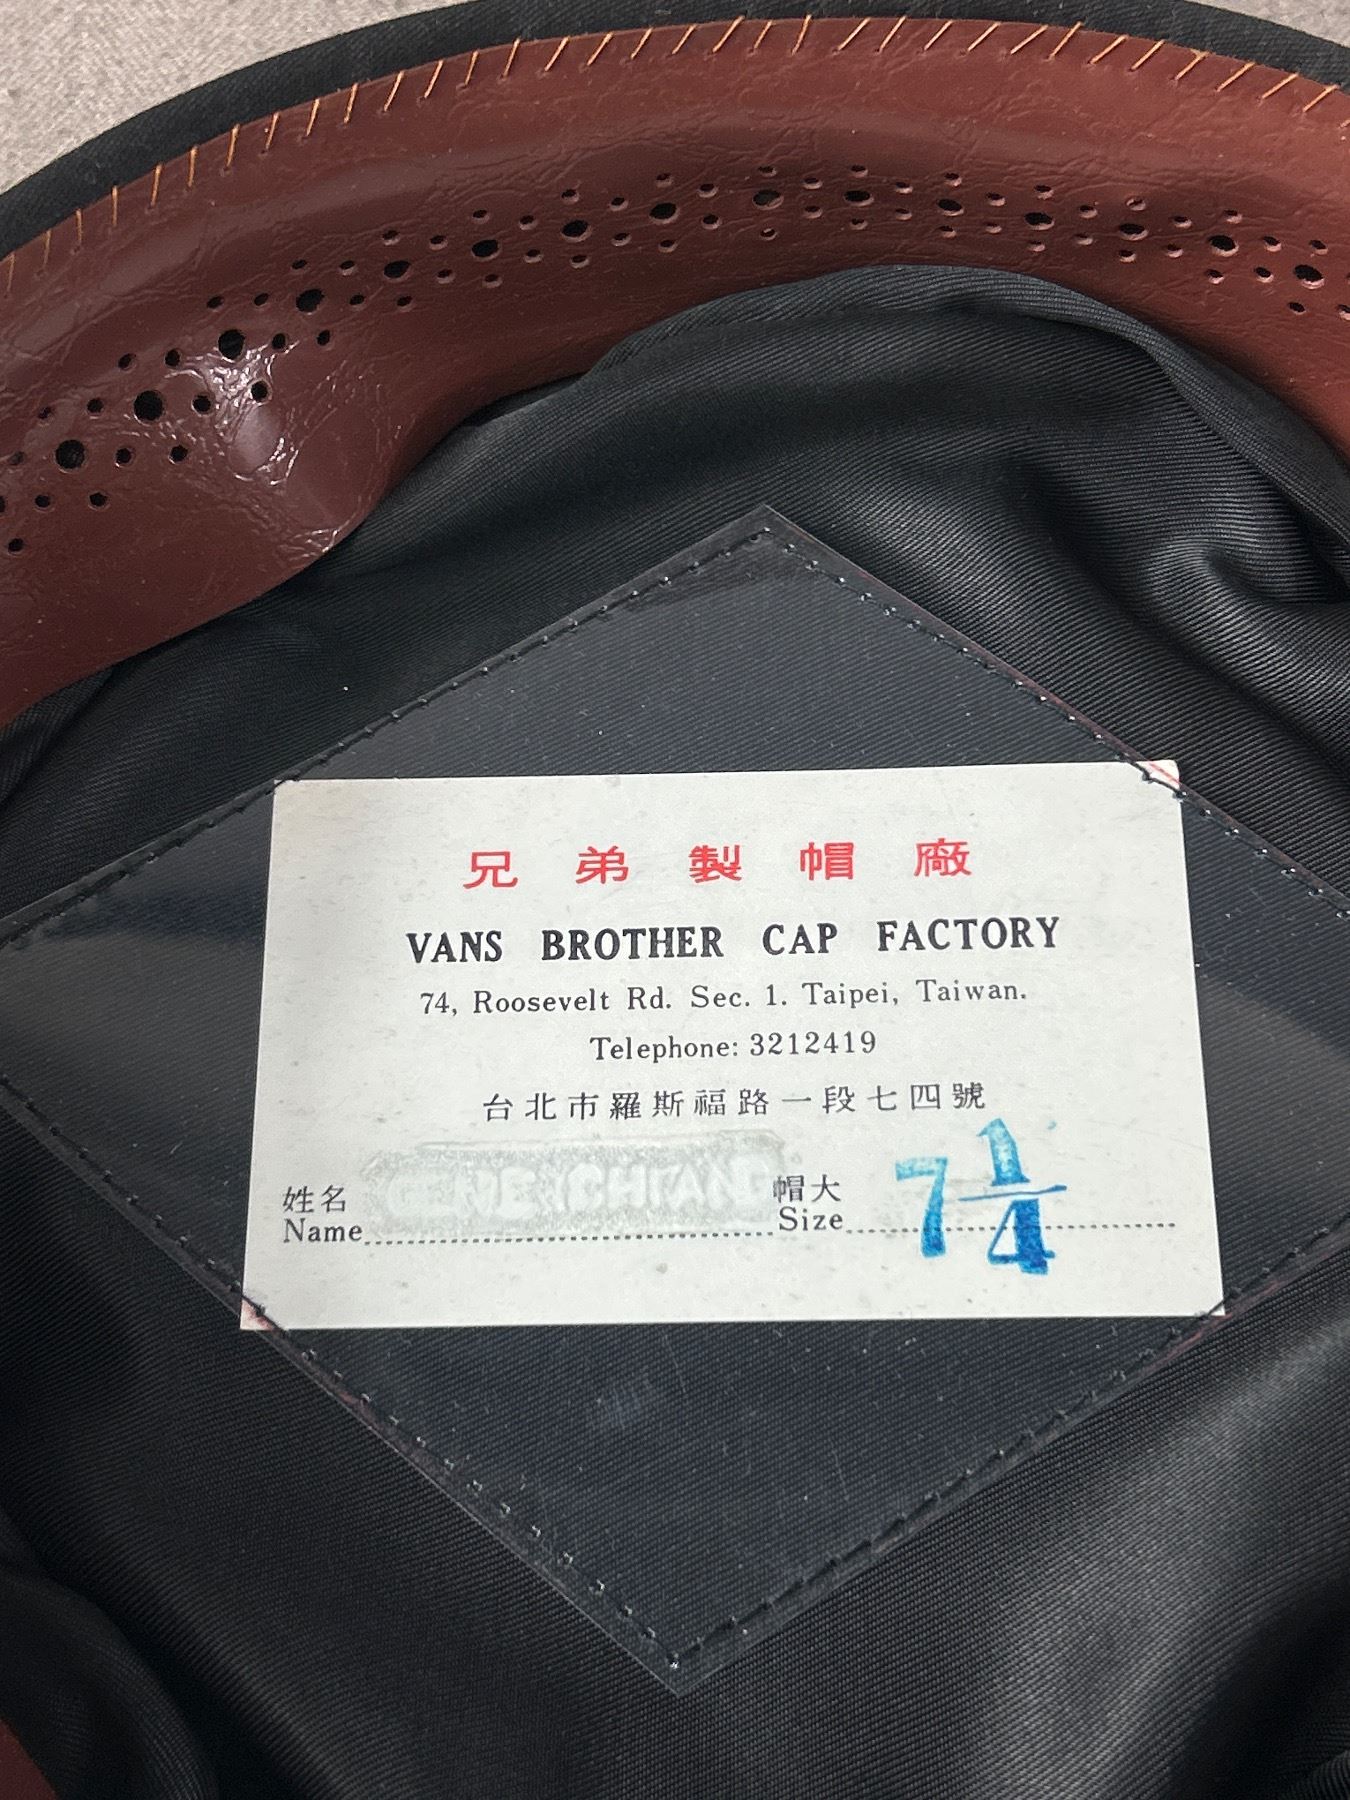 兄弟製帽廠
VANS BROTHER CAP FACTORY
74, Roosevelt Rd. Sec. 1. Taipei, Taiwan.
Telephone: 3212419
台北市羅斯福路一段七四號
姓名 帽大
Name Size 7 1/4